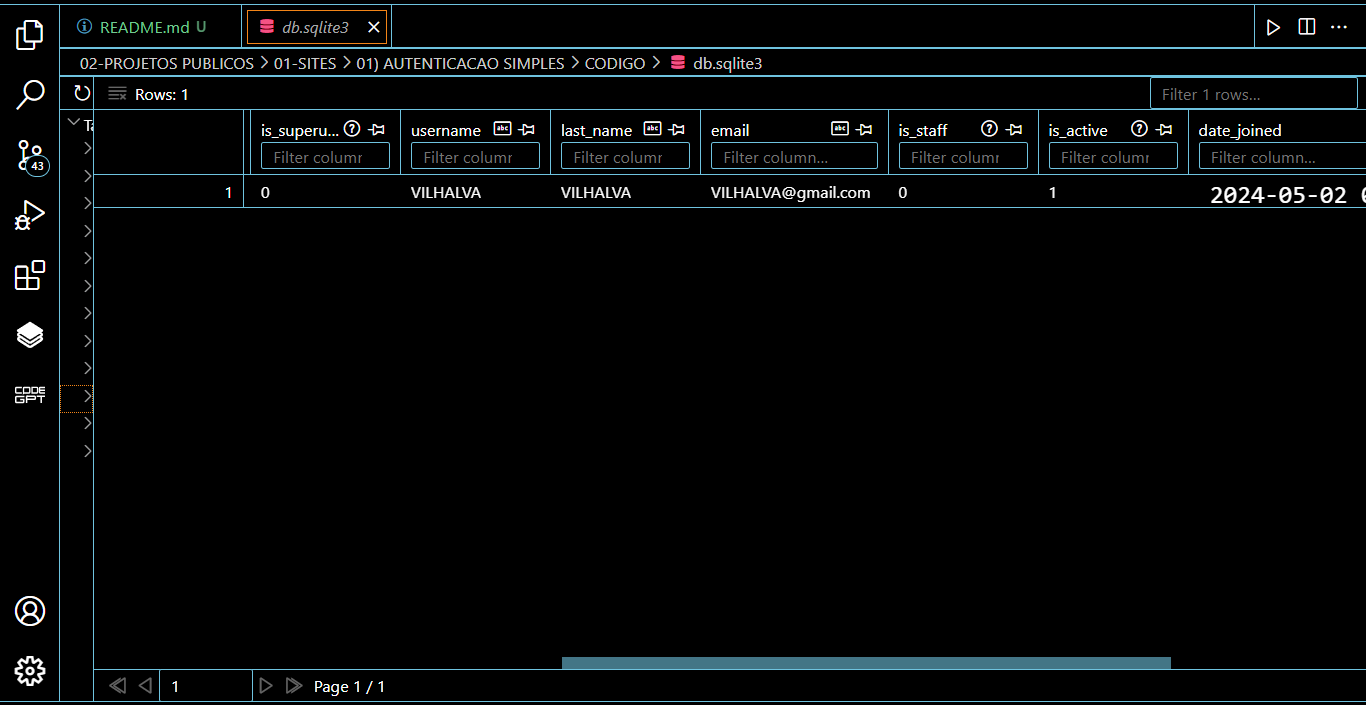 README.md U
db.sqlite3
02-PROJETOS PUBLICOS > 01-SITES > 01) AUTENTICACAO SIMPLES > CODIGO > db.sqlite3
Rows: 1
Filter 1 rows...
Ta
is_superu... username last_name email is_staff is_active date_joined
Filter column Filter column Filter column Filter column... Filter column Filter column Filter column...
1 0 VILHALVA VILHALVA VILHALVA@gmail.com 0 1 2024-05-02
43
CODE
GPT
1 Page 1 / 1